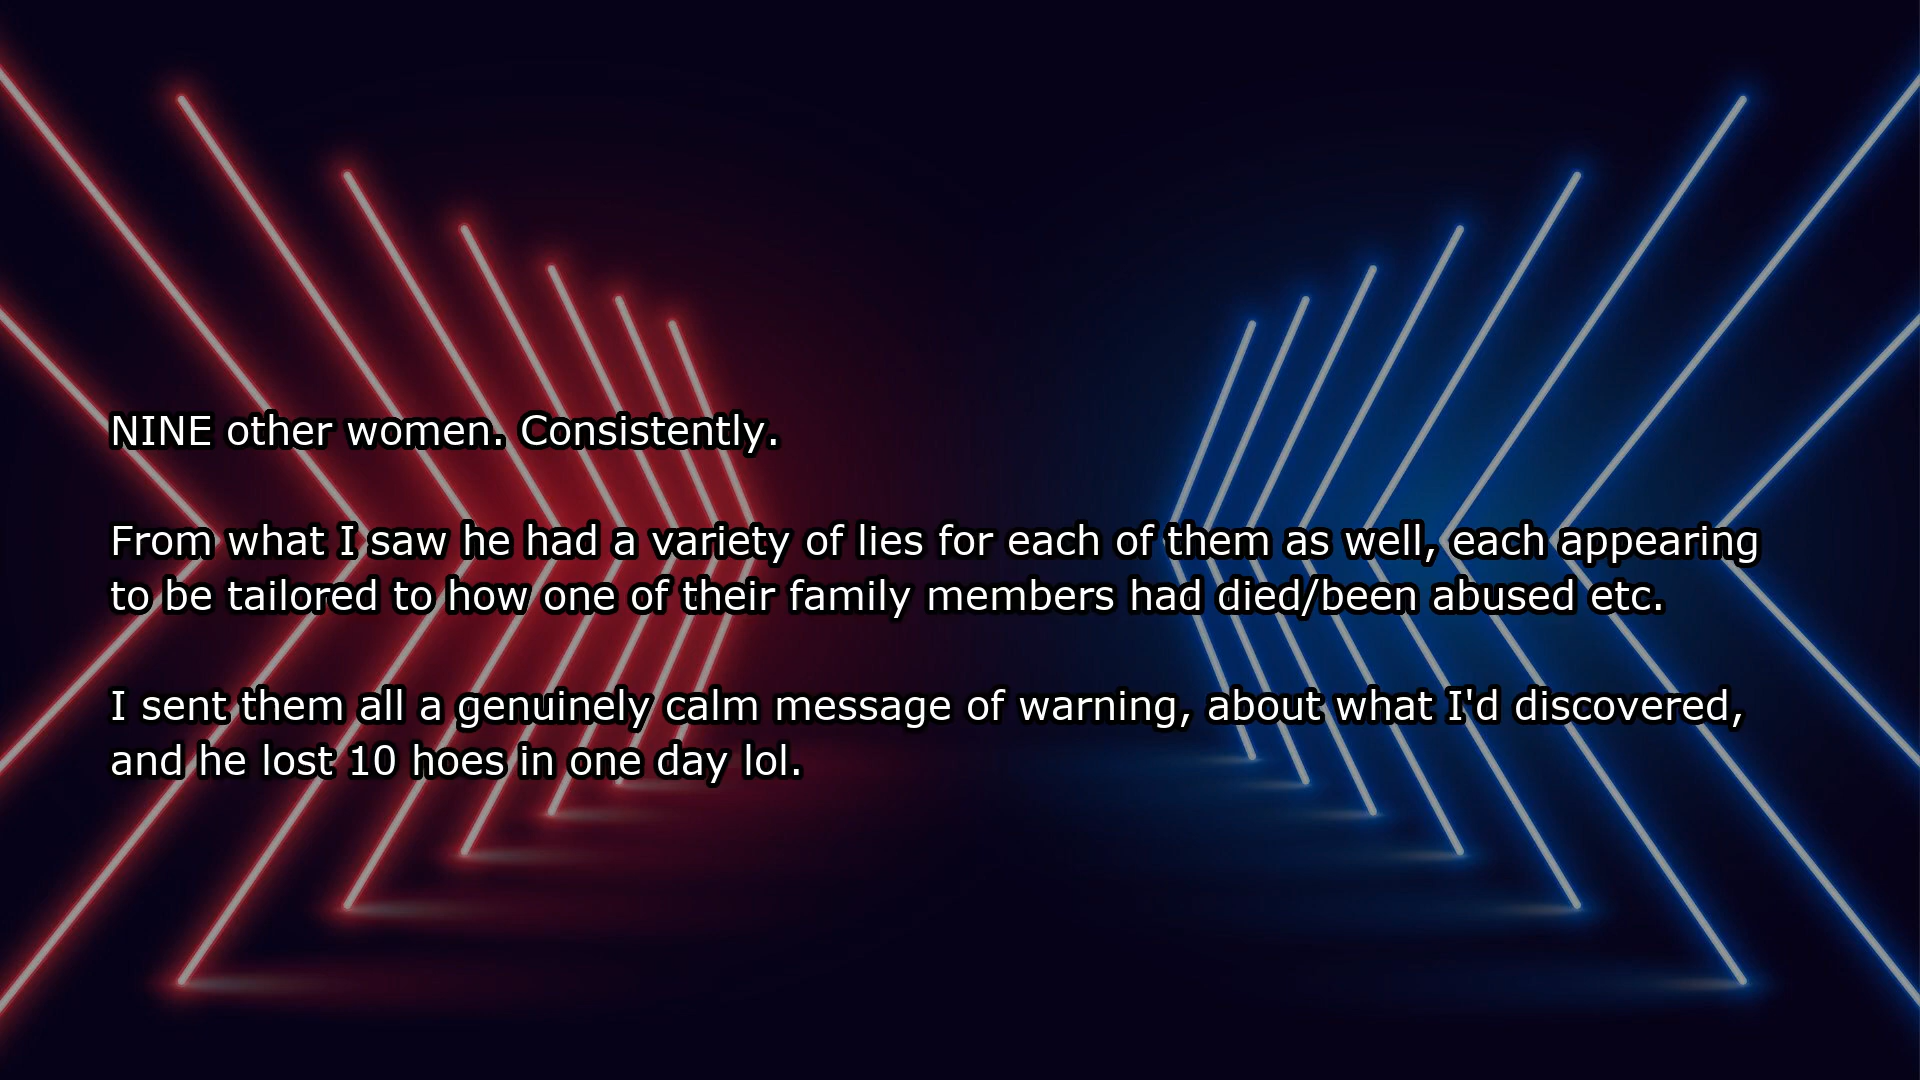 NINE other women. Consistently.
From what I saw he had a variety of lies for each of them as well, each appearing
to be tailored to how one of their family members had died/been abused etc.
I sent them all a genuinely calm message of warning, about what I'd discovered,
and he lost 10 hoes in one day lol.